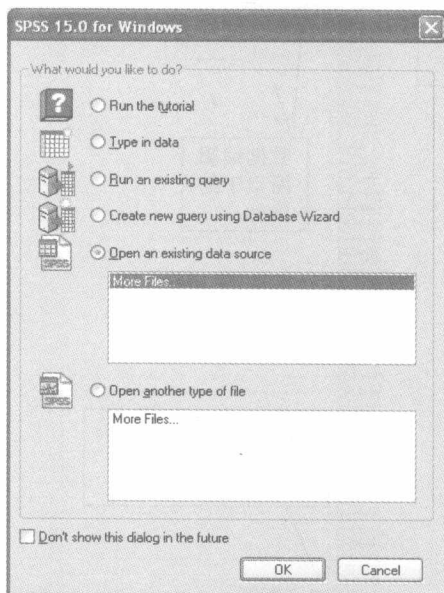 SPSS 15.0 for Windows
What would you like to do?
Run the tutorial
Type in data
Run an existing query
Create new query using Database Wizard
Open an existing data source
More Files...
Open another type of file
More Files...
Don't show this dialog in the future
OK
Cancel